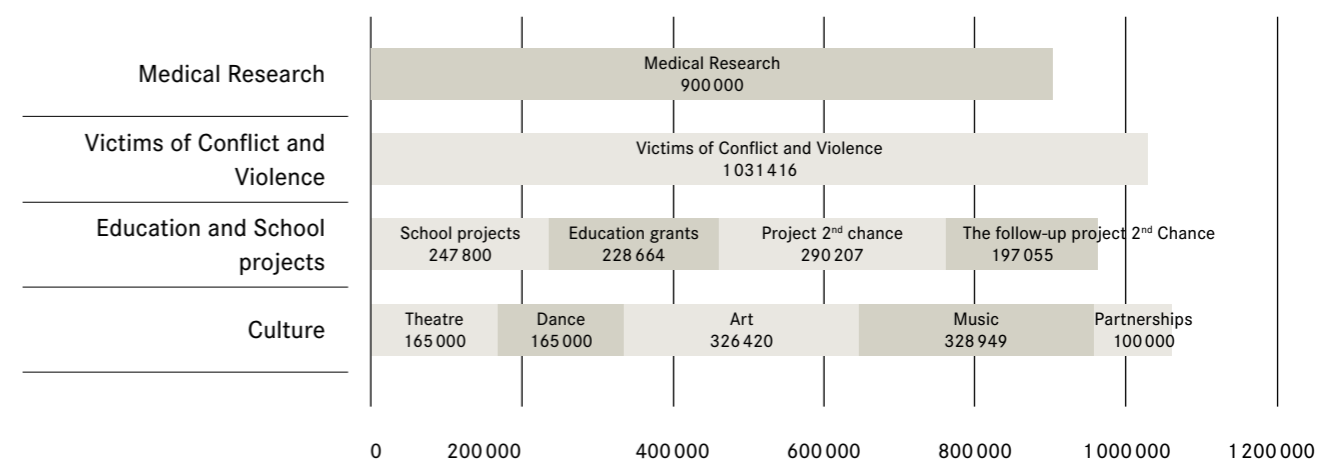 Medical Research
Medical Research
900 000
Victims of Conflict and
Violence
Victims of Conflict and Violence
1 031 416
Education and School
projects
School projects
247 800
Education grants
228 664
Project 2nd chance
290 207
The follow-up project 2nd Chance
197 055
Culture
Theatre
165 000
Dance
165 000
Art
326 420
Music
328 949
Partnerships
100 000
0 200 000 400 000 600 000 800 000 1 000 000 1 200 000